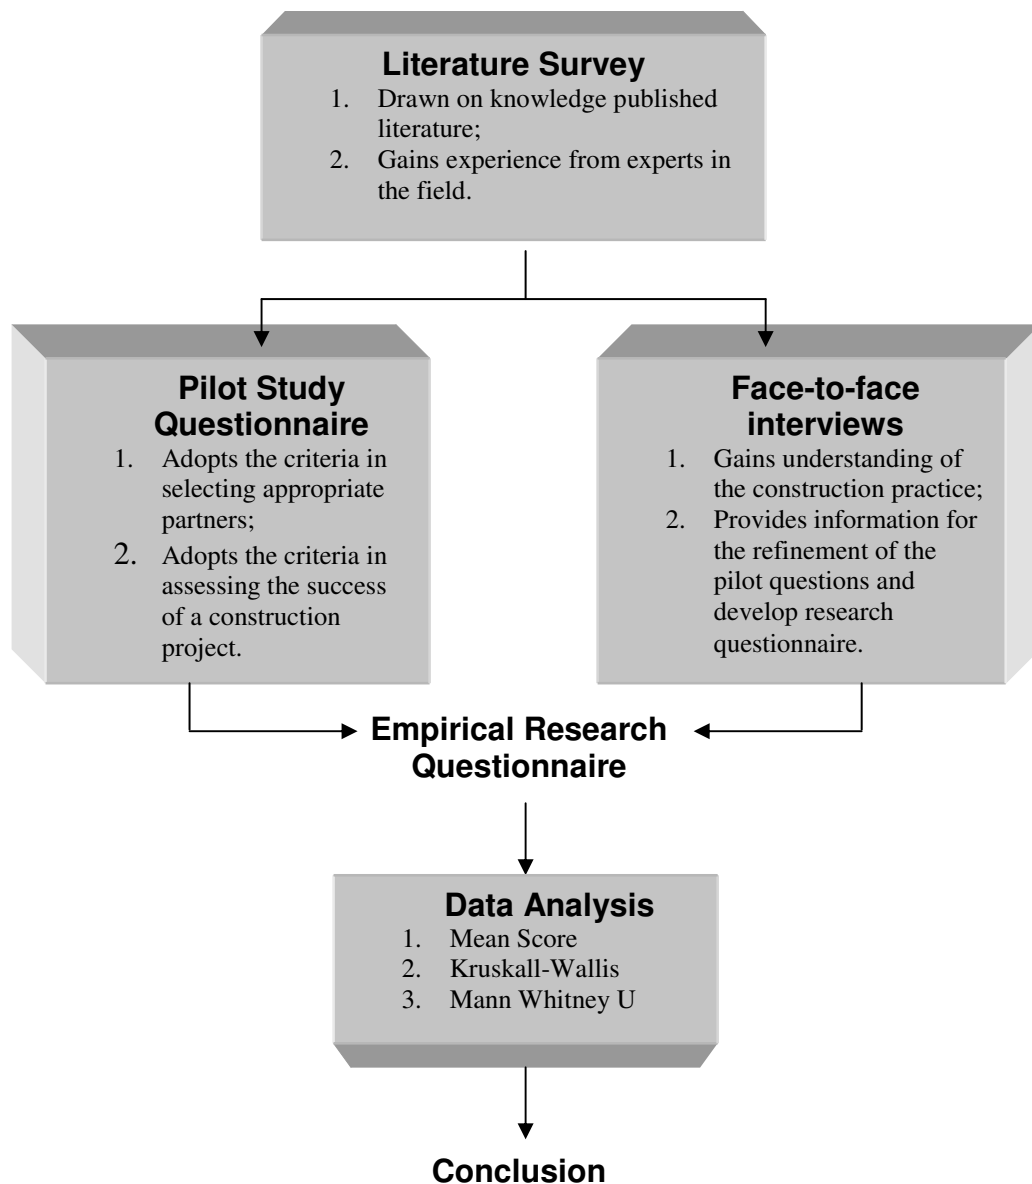 Literature Survey
1. Drawn on knowledge published
literature;
2. Gains experience from experts in
the field.
Pilot Study
Questionnaire
1. Adopts the criteria in
selecting appropriate
partners;
2. Adopts the criteria in
assessing the success
of a construction
project.
Face-to-face
interviews
1. Gains understanding of
the construction practice;
2. Provides information for
the refinement of the
pilot questions and
develop research
questionnaire.
Empirical Research
Questionnaire
Data Analysis
1. Mean Score
2. Kruskall-Wallis
3. Mann Whitney U
Conclusion